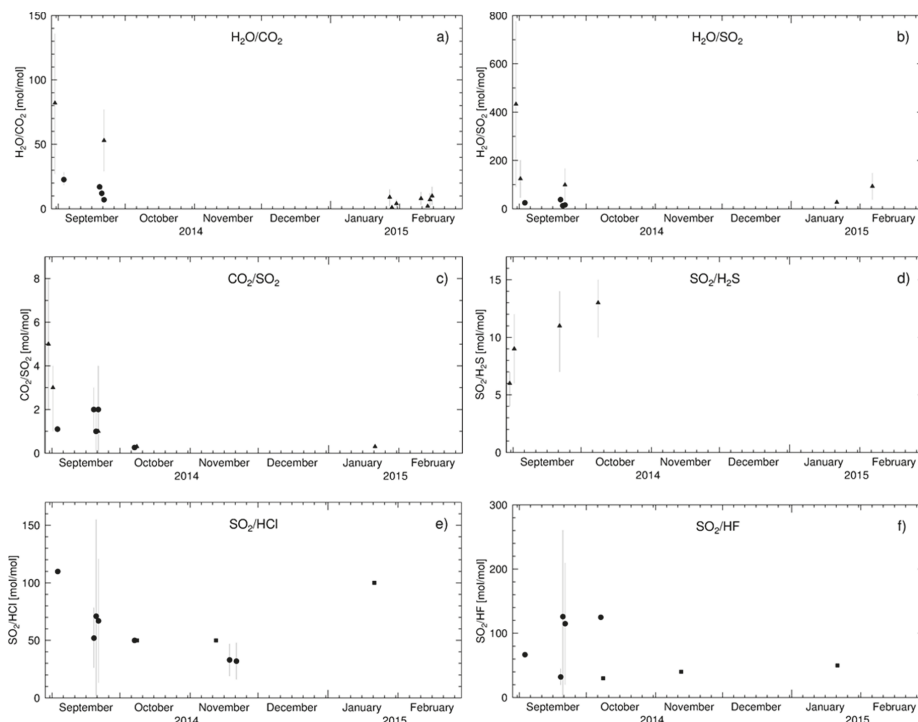 H₂O/CO₂ a)
H₂O/CO₂ [mol/mol]
150
100
50
0
September October November December January February
2014 2015
H₂O/SO₂ b)
H₂O/SO₂ [mol/mol]
800
600
400
200
0
September October November December January February
2014 2015
CO₂/SO₂ c)
CO₂/SO₂ [mol/mol]
8
6
4
2
0
September October November December January February
2014 2015
SO₂/H₂S d)
SO₂/H₂S [mol/mol]
15
10
5
0
September October November December January February
2014 2015
SO₂/HCl e)
SO₂/HCl [mol/mol]
150
100
50
0
September October November December January February
2014 2015
SO₂/HF f)
SO₂/HF [mol/mol]
300
200
100
0
September October November December January February
2014 2015